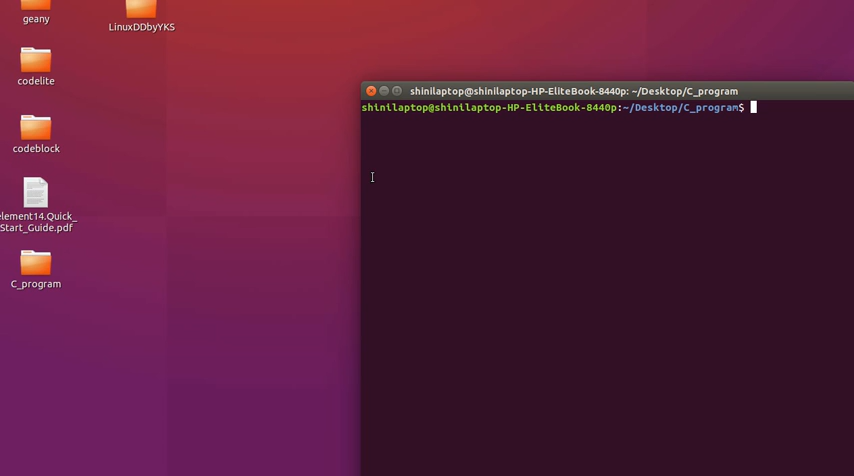 geany
LinuxDDbyYKS
codelite
codeblock
element14.Quick_
Start_Guide.pdf
C_program
shinilaptop@shinilaptop-HP-EliteBook-8440p: ~/Desktop/C_program
shinilaptop@shinilaptop-HP-EliteBook-8440p:~/Desktop/C_program$